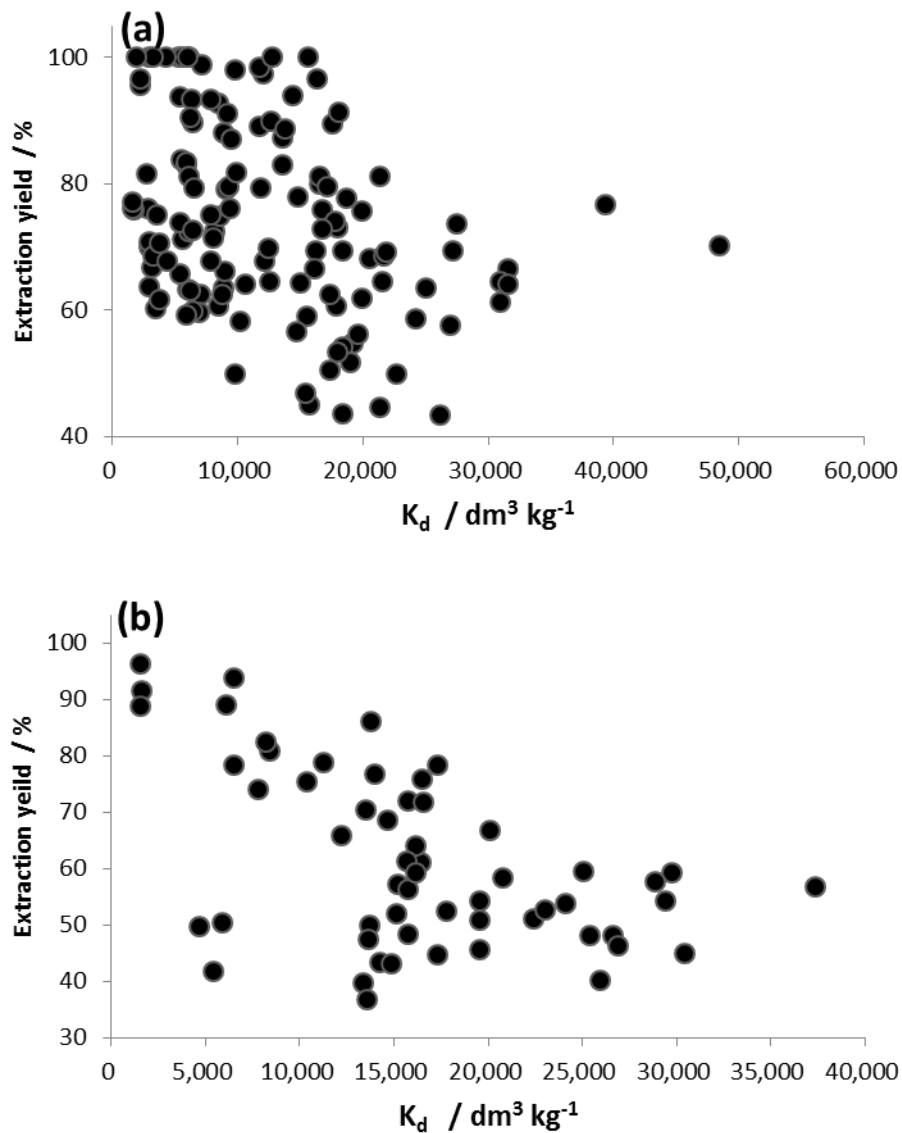 (a)
100
80
60
40
Extraction yield / %
0 10,000 20,000 30,000 40,000 50,000 60,000
K_d / dm³ kg⁻¹
(b)
100
90
80
70
60
50
40
30
Extraction yeild / %
0 5,000 10,000 15,000 20,000 25,000 30,000 35,000 40,000
K_d / dm³ kg⁻¹